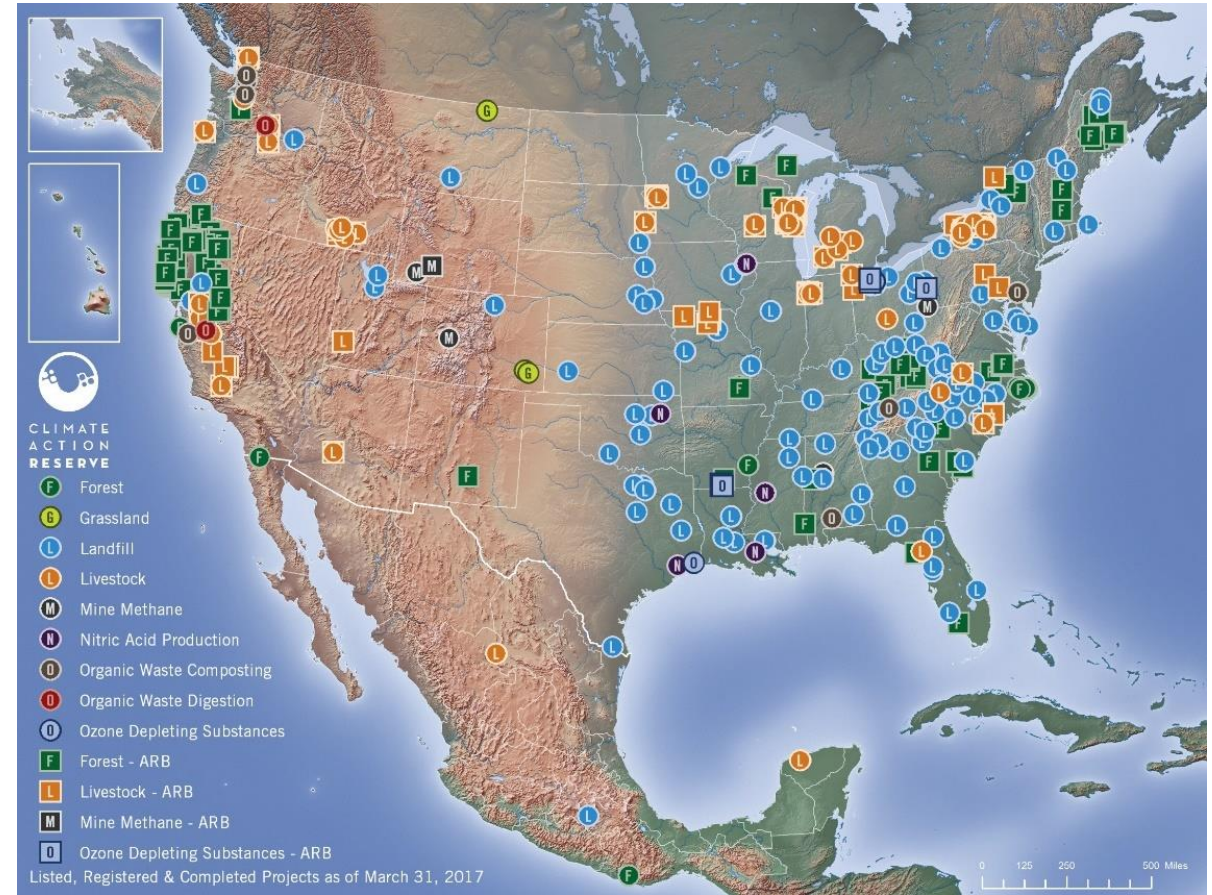 CLIMATE
ACTION
RESERVE
F Forest
G Grassland
L Landfill
L Livestock
M Mine Methane
N Nitric Acid Production
O Organic Waste Composting
O Organic Waste Digestion
O Ozone Depleting Substances
F Forest - ARB
L Livestock - ARB
M Mine Methane - ARB
O Ozone Depleting Substances - ARB
Listed, Registered & Completed Projects as of March 31, 2017
0 125 250 500 Miles